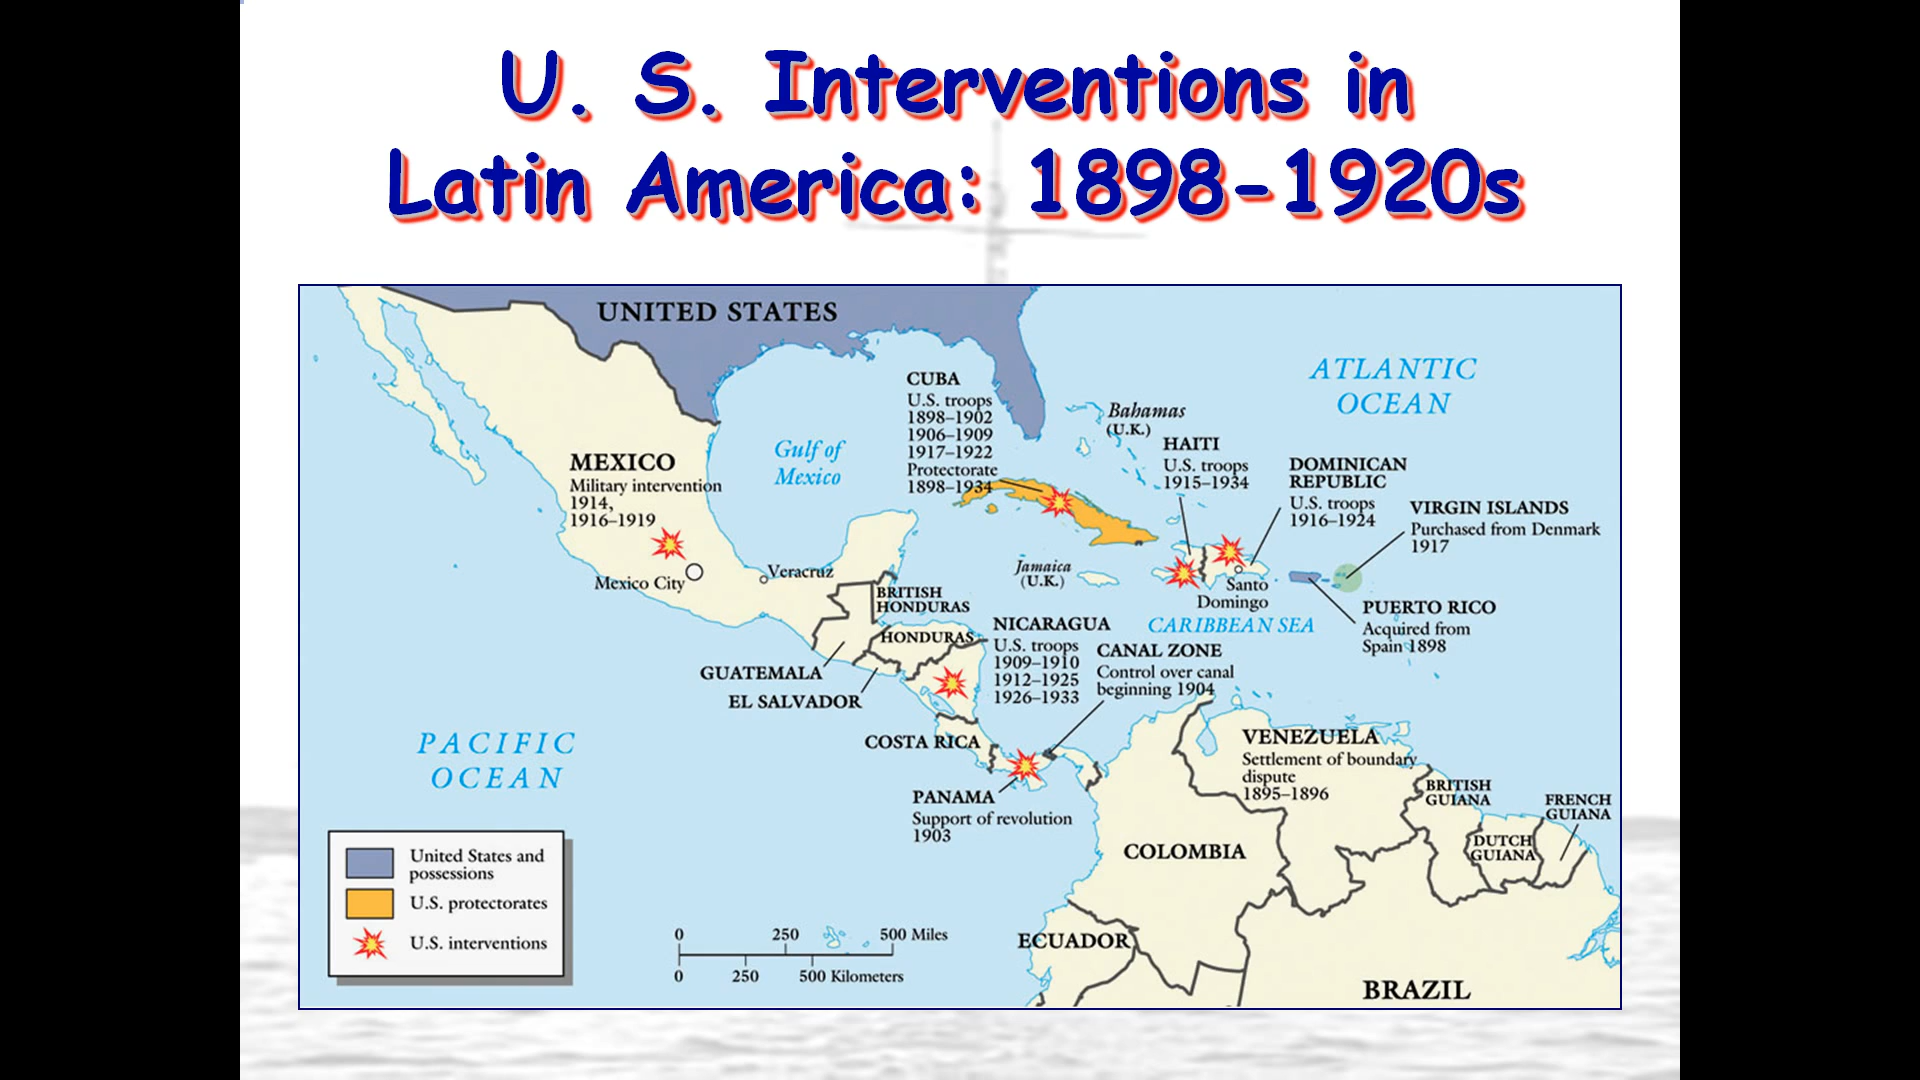 U. S. Interventions in
Latin America: 1898-1920s
UNITED STATES
ATLANTIC
OCEAN
CUBA
U.S. troops
1898–1902
1906–1909
1917–1922
Protectorate
1898–1934
Bahamas
(U.K.)
Gulf of
Mexico
MEXICO
Military intervention
1914,
1916–1919
HAITI
U.S. troops
1915–1934
DOMINICAN
REPUBLIC
U.S. troops
1916–1924
VIRGIN ISLANDS
Purchased from Denmark
1917
Mexico City
Veracruz
Jamaica
(U.K.)
Santo
Domingo
BRITISH
HONDURAS
HONDURAS
NICARAGUA
U.S. troops
1909–1910
1912–1925
1926–1933
CARIBBEAN SEA
PUERTO RICO
Acquired from
Spain 1898
CANAL ZONE
Control over canal
beginning 1904
GUATEMALA
EL SALVADOR
COSTA RICA
PACIFIC
OCEAN
PANAMA
Support of revolution
1903
VENEZUELA
Settlement of boundary
dispute
1895–1896
BRITISH
GUIANA
FRENCH
GUIANA
DUTCH
GUIANA
COLOMBIA
ECUADOR
BRAZIL
United States and
possessions
U.S. protectorates
U.S. interventions
0 250 500 Miles
0 250 500 Kilometers